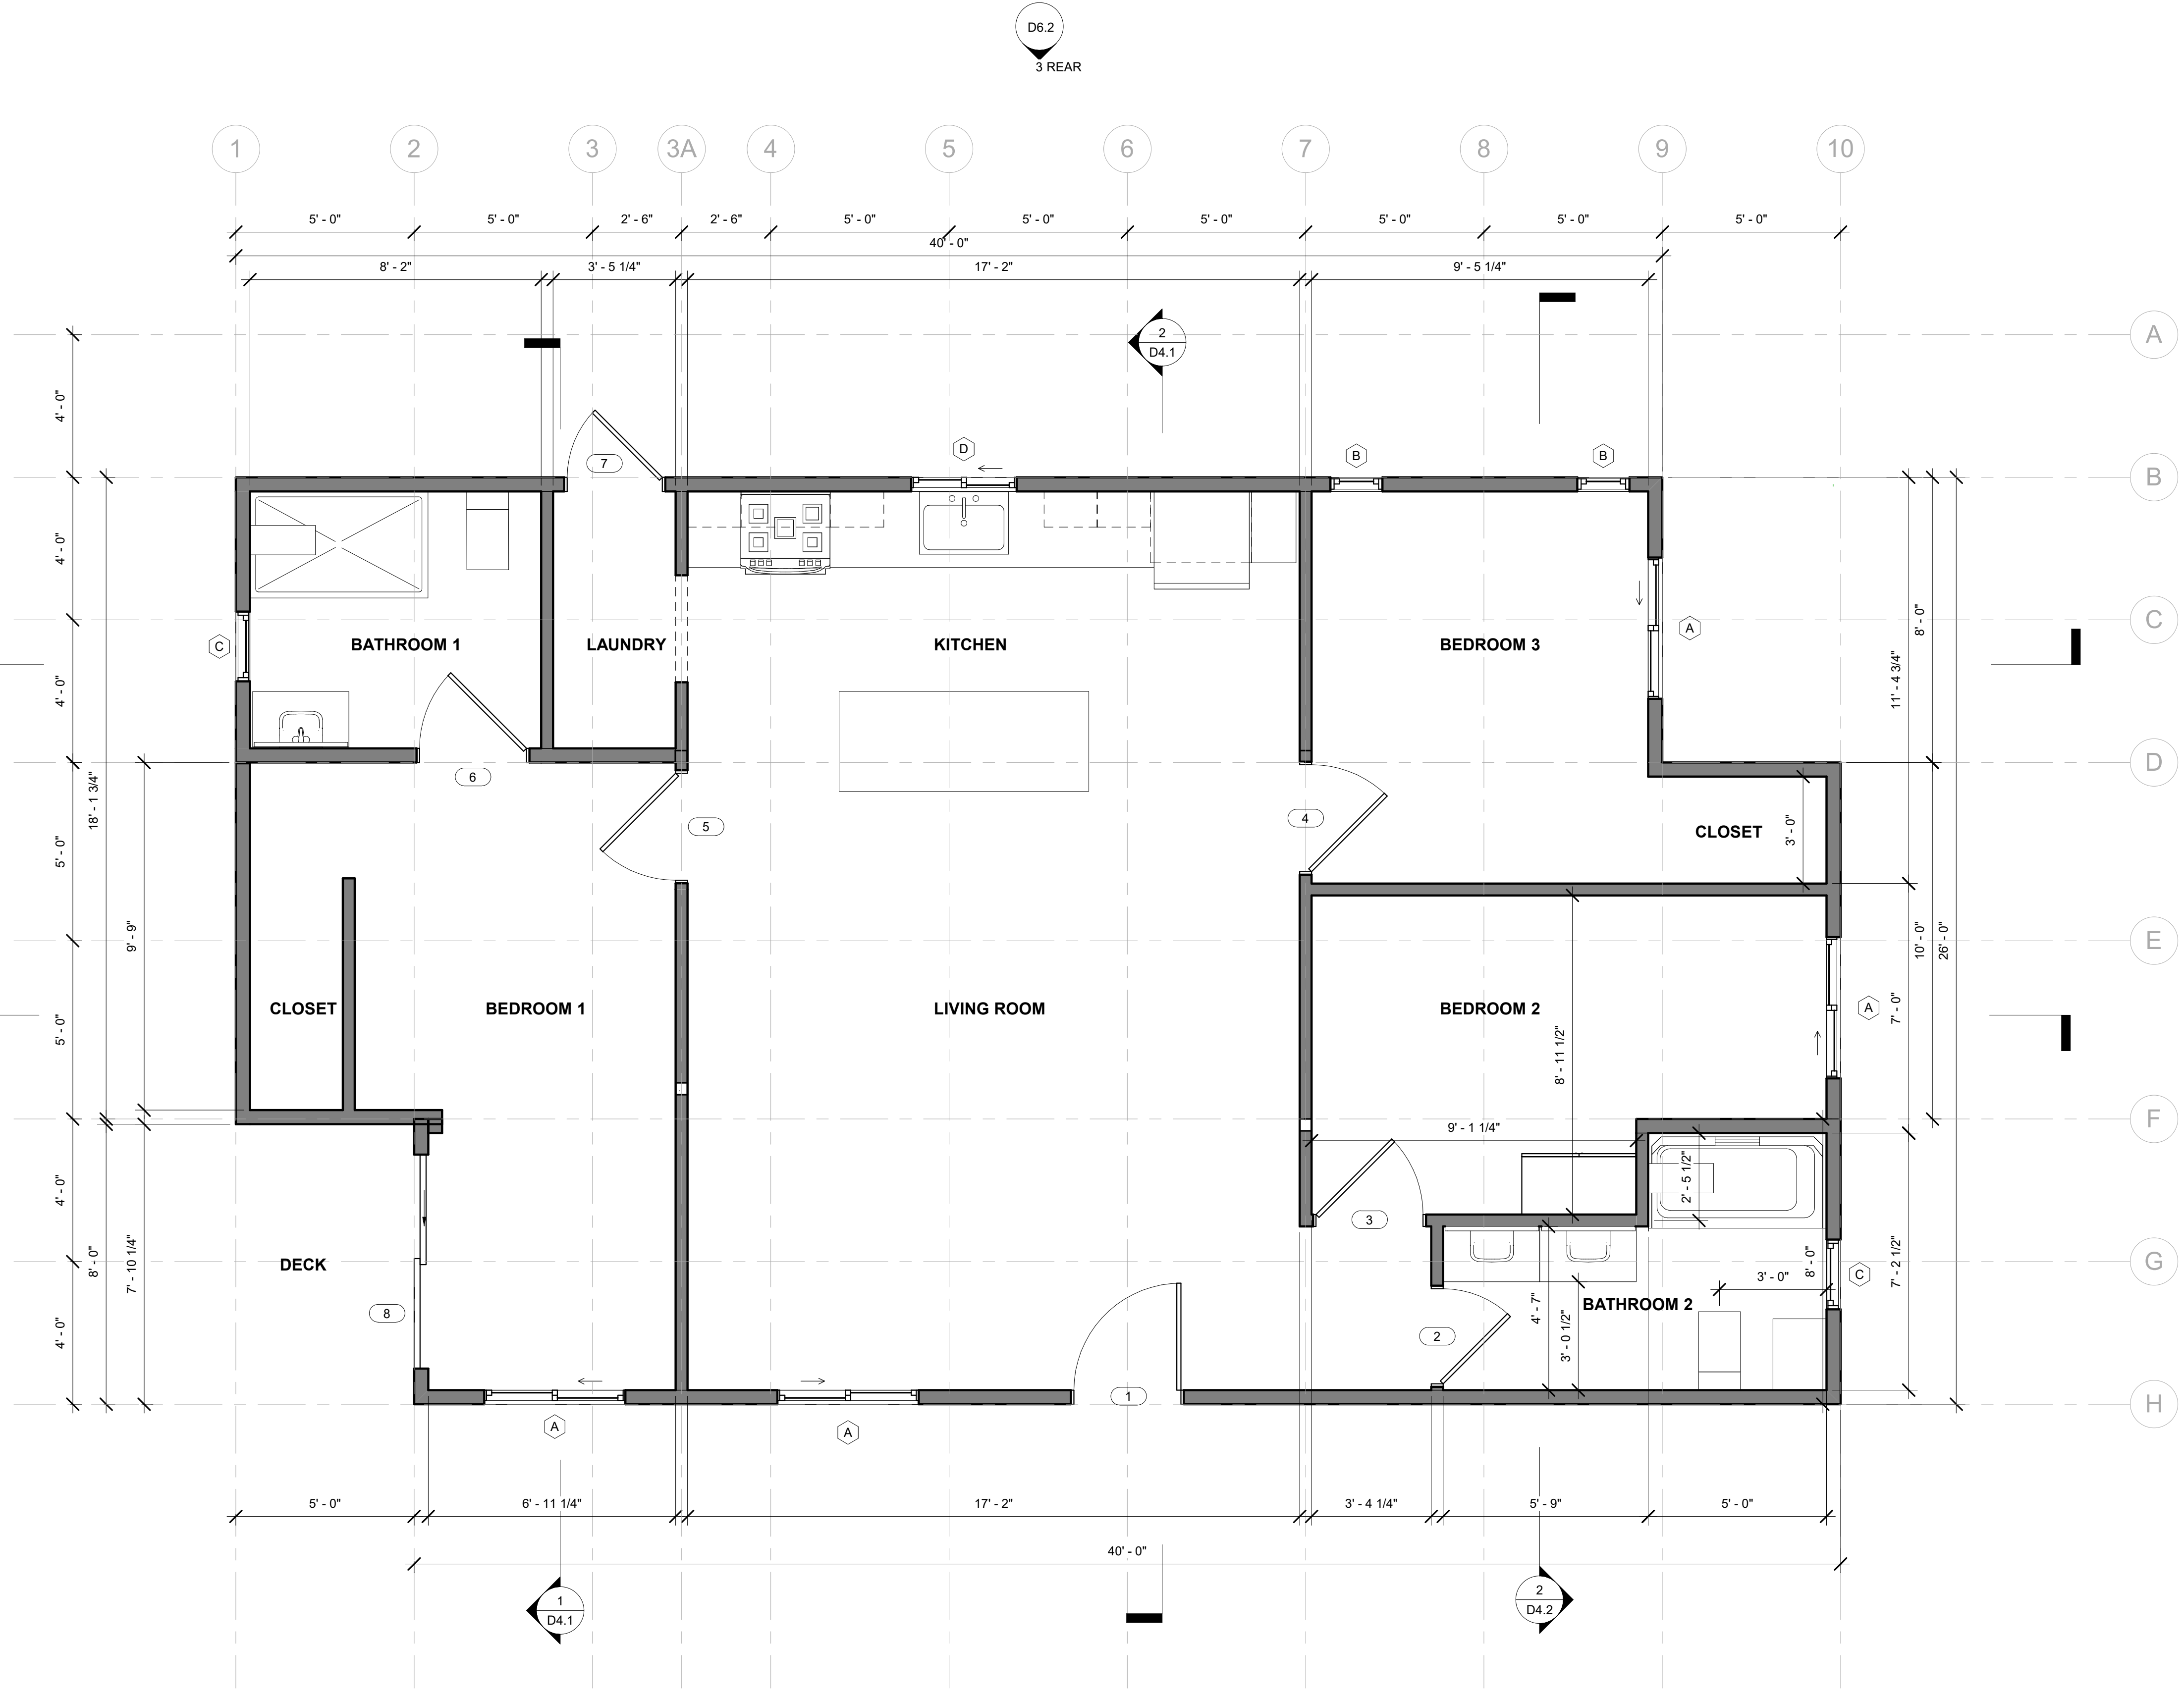 D6.2
3 REAR
1 2 3 3A 4 5 6 7 8 9 10
5' - 0" 5' - 0" 2' - 6" 2' - 6" 5' - 0" 5' - 0" 5' - 0" 5' - 0" 5' - 0" 5' - 0"
40' - 0"
8' - 2" 3' - 5 1/4" 17' - 2" 9' - 5 1/4"
A
2
D4.1
4' - 0"
7
D
B
B
B
4' - 0"
8' - 0"
C
C
BATHROOM 1 LAUNDRY KITCHEN BEDROOM 3
A
11' - 4 3/4"
4' - 0"
6
D
18' - 1 3/4"
5
4
CLOSET
3' - 0"
5' - 0"
9' - 9"
10' - 0"
26' - 0"
E
CLOSET BEDROOM 1 LIVING ROOM BEDROOM 2
A
7' - 0"
5' - 0"
8' - 11 1/2"
F
9' - 1 1/4"
2' - 5 1/2"
4' - 0"
3
DECK
8' - 0"
7' - 10 1/4"
8' - 0"
7' - 2 1/2"
G
3' - 0"
C
8
4' - 7"
BATHROOM 2
2
3' - 0 1/2"
4' - 0"
1
H
A
A
5' - 0" 6' - 11 1/4" 17' - 2" 3' - 4 1/4" 5' - 9" 5' - 0"
40' - 0"
1
D4.1
2
D4.2